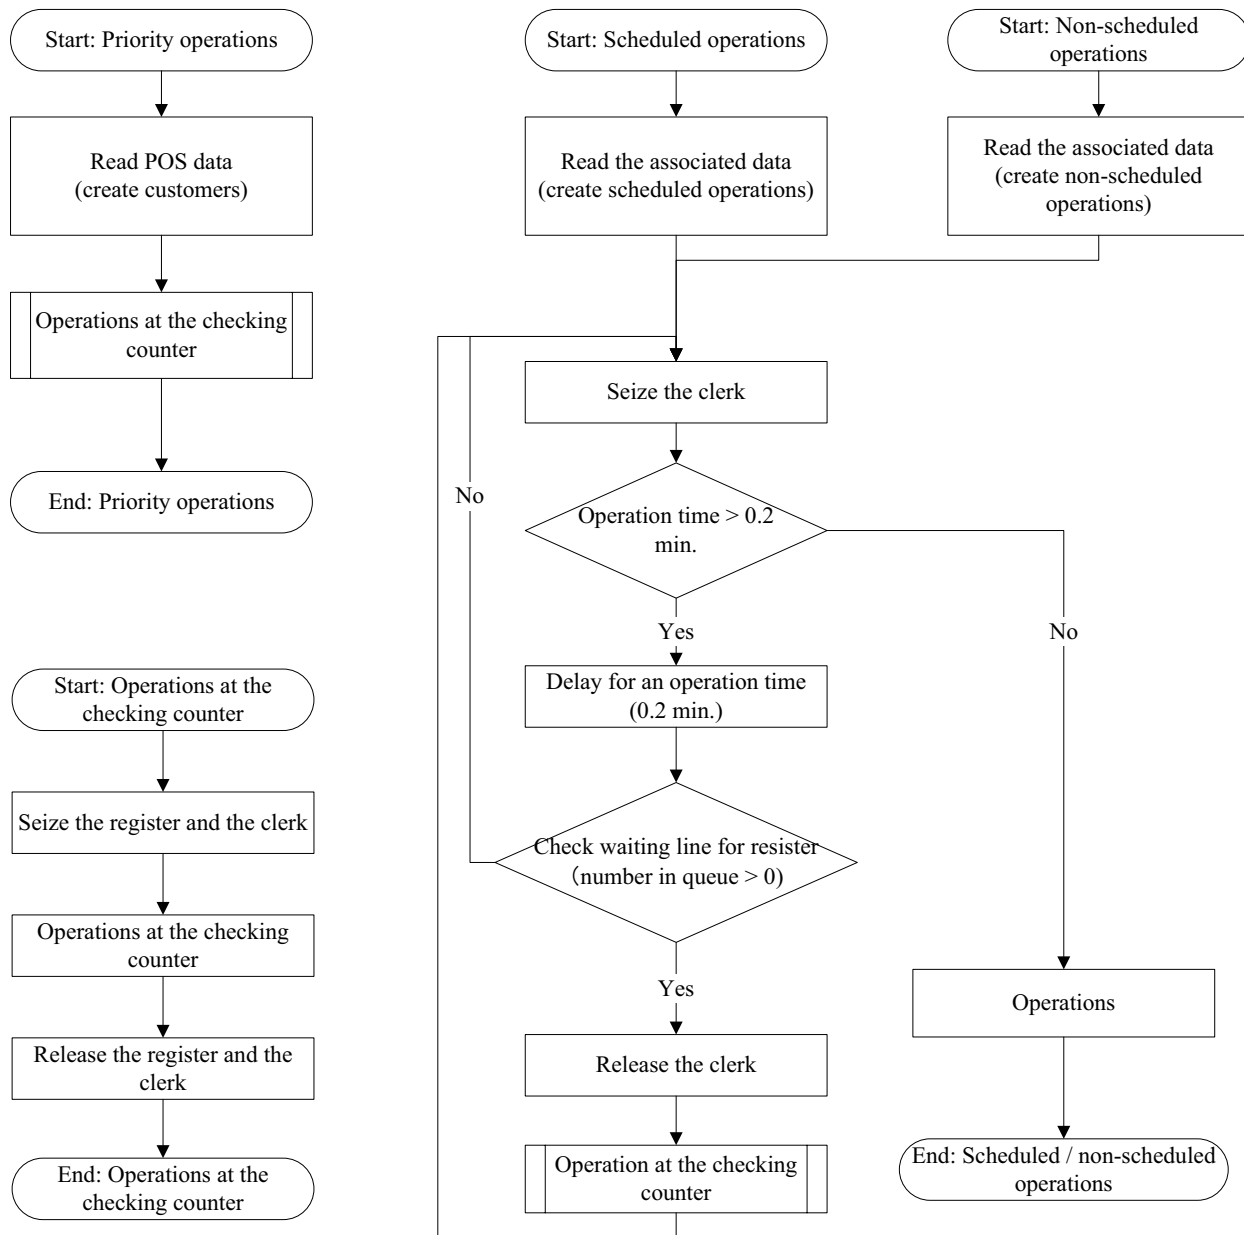 Start: Priority operations
Read POS data
(create customers)
Operations at the checking
counter
End: Priority operations
Start: Operations at the
checking counter
Seize the register and the clerk
Operations at the checking
counter
Release the register and the
clerk
End: Operations at the
checking counter
Start: Scheduled operations
Read the associated data
(create scheduled operations)
Start: Non-scheduled
operations
Read the associated data
(create non-scheduled
operations)
Seize the clerk
Operation time > 0.2
min.
No
Yes
No
Delay for an operation time
(0.2 min.)
Check waiting line for resister
(number in queue > 0)
Yes
Release the clerk
Operation at the checking
counter
Operations
End: Scheduled / non-scheduled
operations